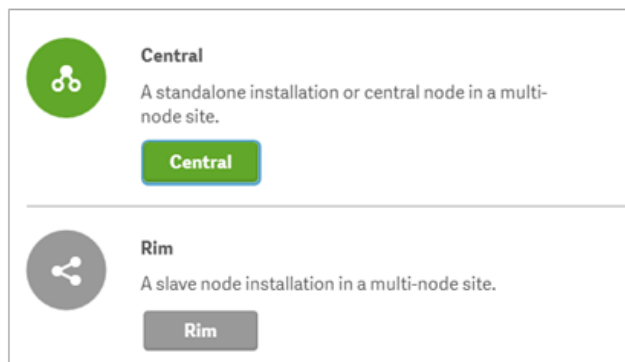 Central
A standalone installation or central node in a multi-
node site.
Central
Rim
A slave node installation in a multi-node site.
Rim